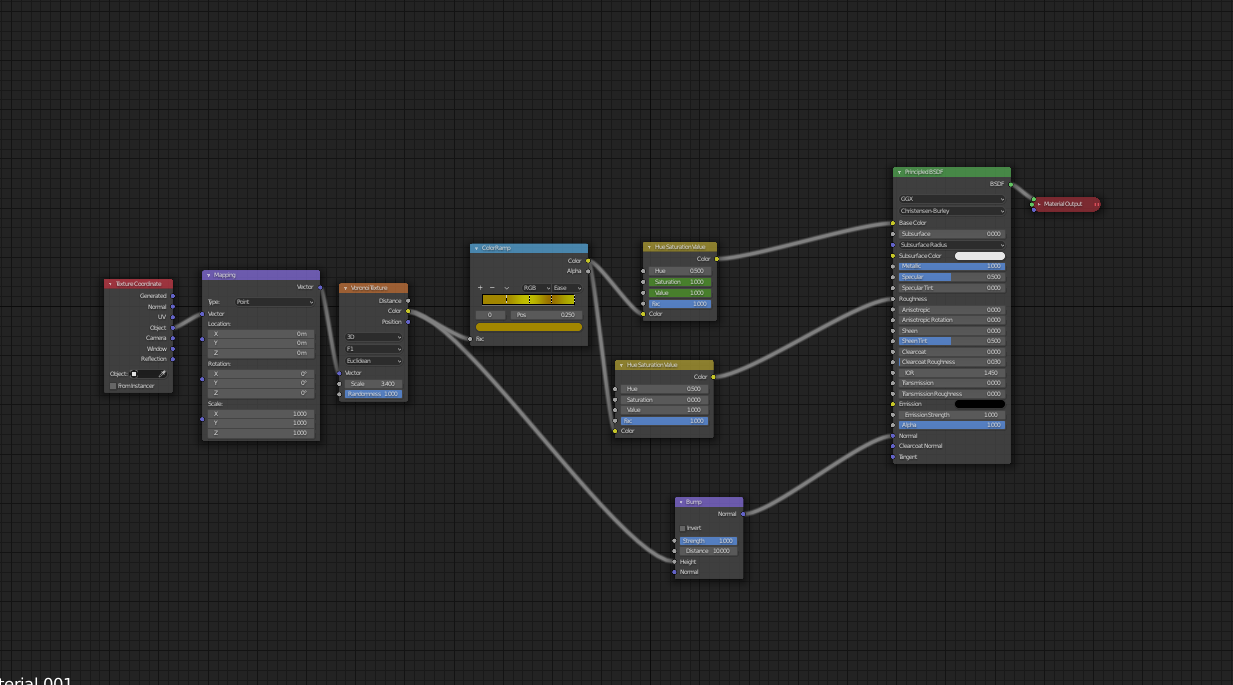 Texture Coordinate
Generated
Normal
UV
Object
Camera
Window
Reflection
Object:
from Instancer
Mapping
Vector
Type: Point
Vector
Location:
X 0m
Y 0m
Z 0m
Rotation:
X 0°
Y 0°
Z 0°
Scale:
X 1.000
Y 1.000
Z 1.000
Voronoi Texture
Distance
Color
Position
3D
F1
Euclidean
Vector
Scale 3.400
Randomness 1.000
ColorRamp
Color
Alpha
+ − RGB Ease
0 Pos 0.250
Fac
Hue Saturation Value
Color
Hue 0.500
Saturation 1.000
Value 1.000
Fac 1.000
Color
Hue Saturation Value
Color
Hue 0.500
Saturation 0.000
Value 1.000
Fac 1.000
Color
Bump
Normal
Invert
Strength 1.000
Distance 1.0000
Height
Normal
Principled BSDF
BSDF
GGX
Christensen-Burley
Base Color
Subsurface 0.000
Subsurface Radius
Subsurface Color
Metallic 1.000
Specular 0.500
Specular Tint 0.000
Roughness
Anisotropic 0.000
Anisotropic Rotation 0.000
Sheen 0.000
Sheen Tint 0.500
Clearcoat 0.000
Clearcoat Roughness 0.030
IOR 1.450
Transmission 0.000
Transmission Roughness 0.000
Emission
Emission Strength 1.000
Alpha 1.000
Normal
Clearcoat Normal
Tangent
Material Output
terial.001